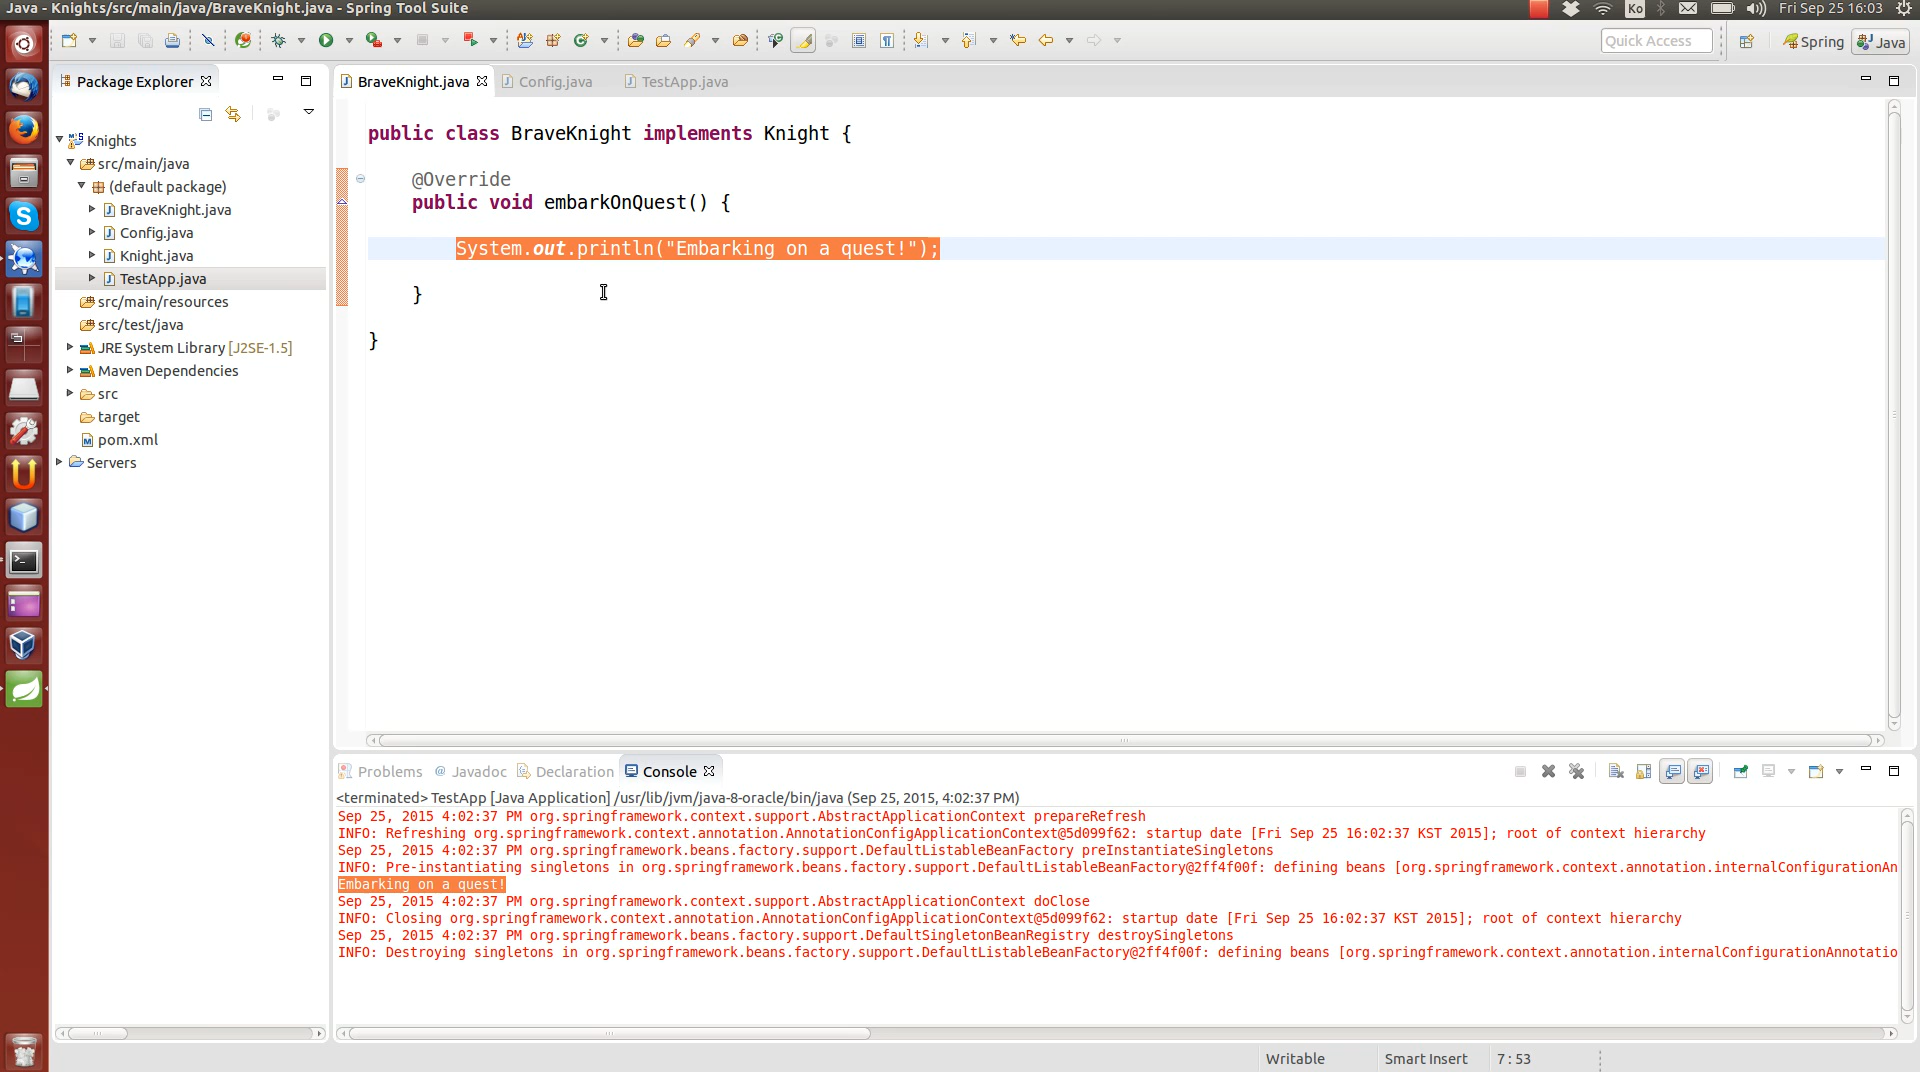 Java - Knights/src/main/java/BraveKnight.java - Spring Tool Suite
Ko
Fri Sep 25 16:03
Quick Access
Spring
Java
Package Explorer
BraveKnight.java
Config.java
TestApp.java
Knights
src/main/java
(default package)
BraveKnight.java
Config.java
Knight.java
TestApp.java
src/main/resources
src/test/java
JRE System Library [J2SE-1.5]
Maven Dependencies
src
target
pom.xml
Servers
public class BraveKnight implements Knight {
@Override
public void embarkOnQuest() {
System.out.println("Embarking on a quest!");
}
}
Problems
@ Javadoc
Declaration
Console
<terminated> TestApp [Java Application] /usr/lib/jvm/java-8-oracle/bin/java (Sep 25, 2015, 4:02:37 PM)
Sep 25, 2015 4:02:37 PM org.springframework.context.support.AbstractApplicationContext prepareRefresh
INFO: Refreshing org.springframework.context.annotation.AnnotationConfigApplicationContext@5d099f62: startup date [Fri Sep 25 16:02:37 KST 2015]; root of context hierarchy
Sep 25, 2015 4:02:37 PM org.springframework.beans.factory.support.DefaultListableBeanFactory preInstantiateSingletons
INFO: Pre-instantiating singletons in org.springframework.beans.factory.support.DefaultListableBeanFactory@2ff4f00f: defining beans [org.springframework.context.annotation.internalConfigurationAn
Embarking on a quest!
Sep 25, 2015 4:02:37 PM org.springframework.context.support.AbstractApplicationContext doClose
INFO: Closing org.springframework.context.annotation.AnnotationConfigApplicationContext@5d099f62: startup date [Fri Sep 25 16:02:37 KST 2015]; root of context hierarchy
Sep 25, 2015 4:02:37 PM org.springframework.beans.factory.support.DefaultSingletonBeanRegistry destroySingletons
INFO: Destroying singletons in org.springframework.beans.factory.support.DefaultListableBeanFactory@2ff4f00f: defining beans [org.springframework.context.annotation.internalConfigurationAnnotatio
Writable
Smart Insert
7 : 53